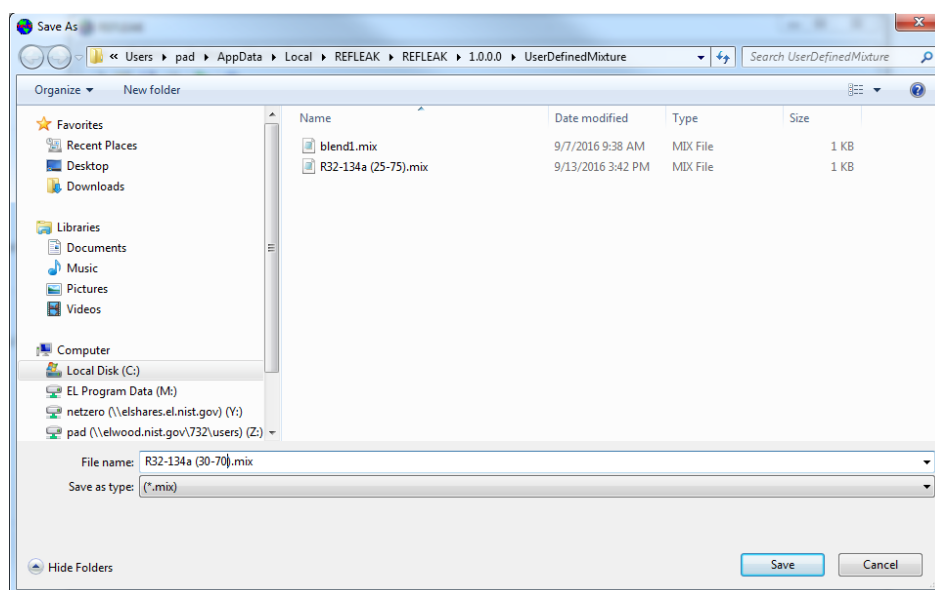 Save As
« Users ▸ pad ▸ AppData ▸ Local ▸ REFLEAK ▸ REFLEAK ▸ 1.0.0.0 ▸ UserDefinedMixture
Search UserDefinedMixture
Organize New folder
Favorites
Recent Places
Desktop
Downloads
Libraries
Documents
Music
Pictures
Videos
Computer
Local Disk (C:)
EL Program Data (M:)
netzero (\\elshares.el.nist.gov) (Y:)
pad (\\elwood.nist.gov\732\users) (Z:)
Name Date modified Type Size
blend1.mix 9/7/2016 9:38 AM MIX File 1 KB
R32-134a (25-75).mix 9/13/2016 3:42 PM MIX File 1 KB
File name: R32-134a (30-70).mix
Save as type: (*.mix)
Hide Folders
Save Cancel